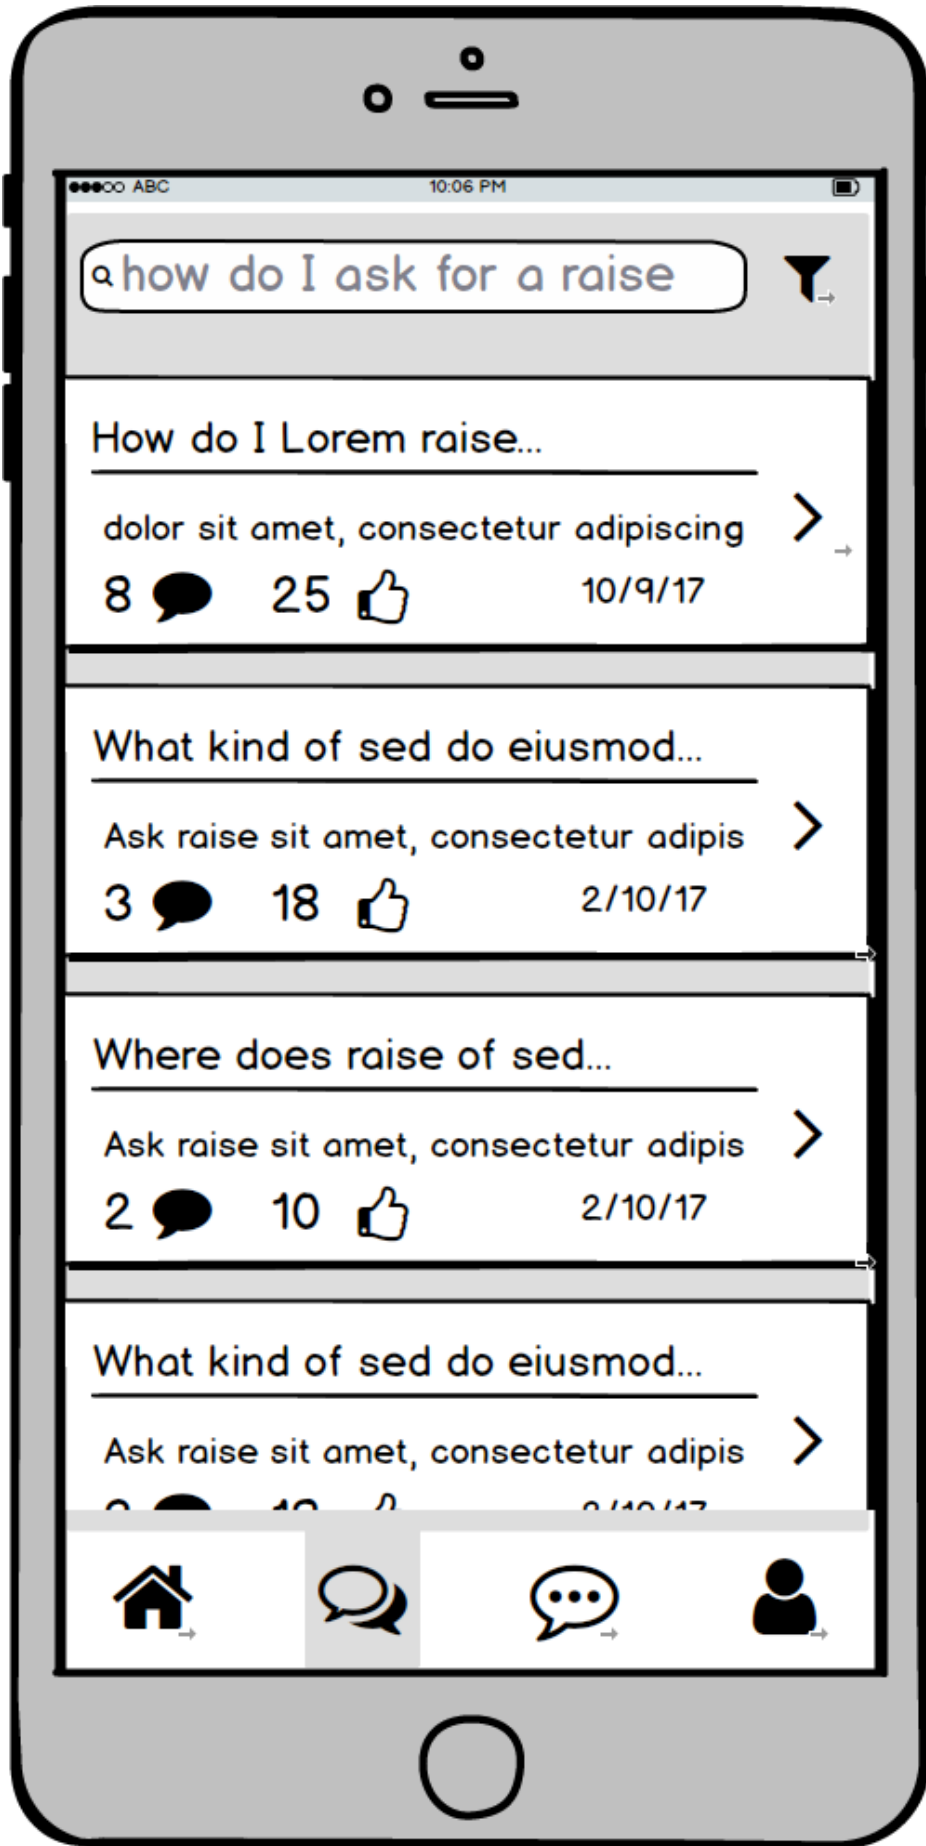 ABC 10:06 PM
how do I ask for a raise
How do I Lorem raise...
dolor sit amet, consectetur adipiscing
8 25 10/9/17
What kind of sed do eiusmod...
Ask raise sit amet, consectetur adipis
3 18 2/10/17
Where does raise of sed...
Ask raise sit amet, consectetur adipis
2 10 2/10/17
What kind of sed do eiusmod...
Ask raise sit amet, consectetur adipis